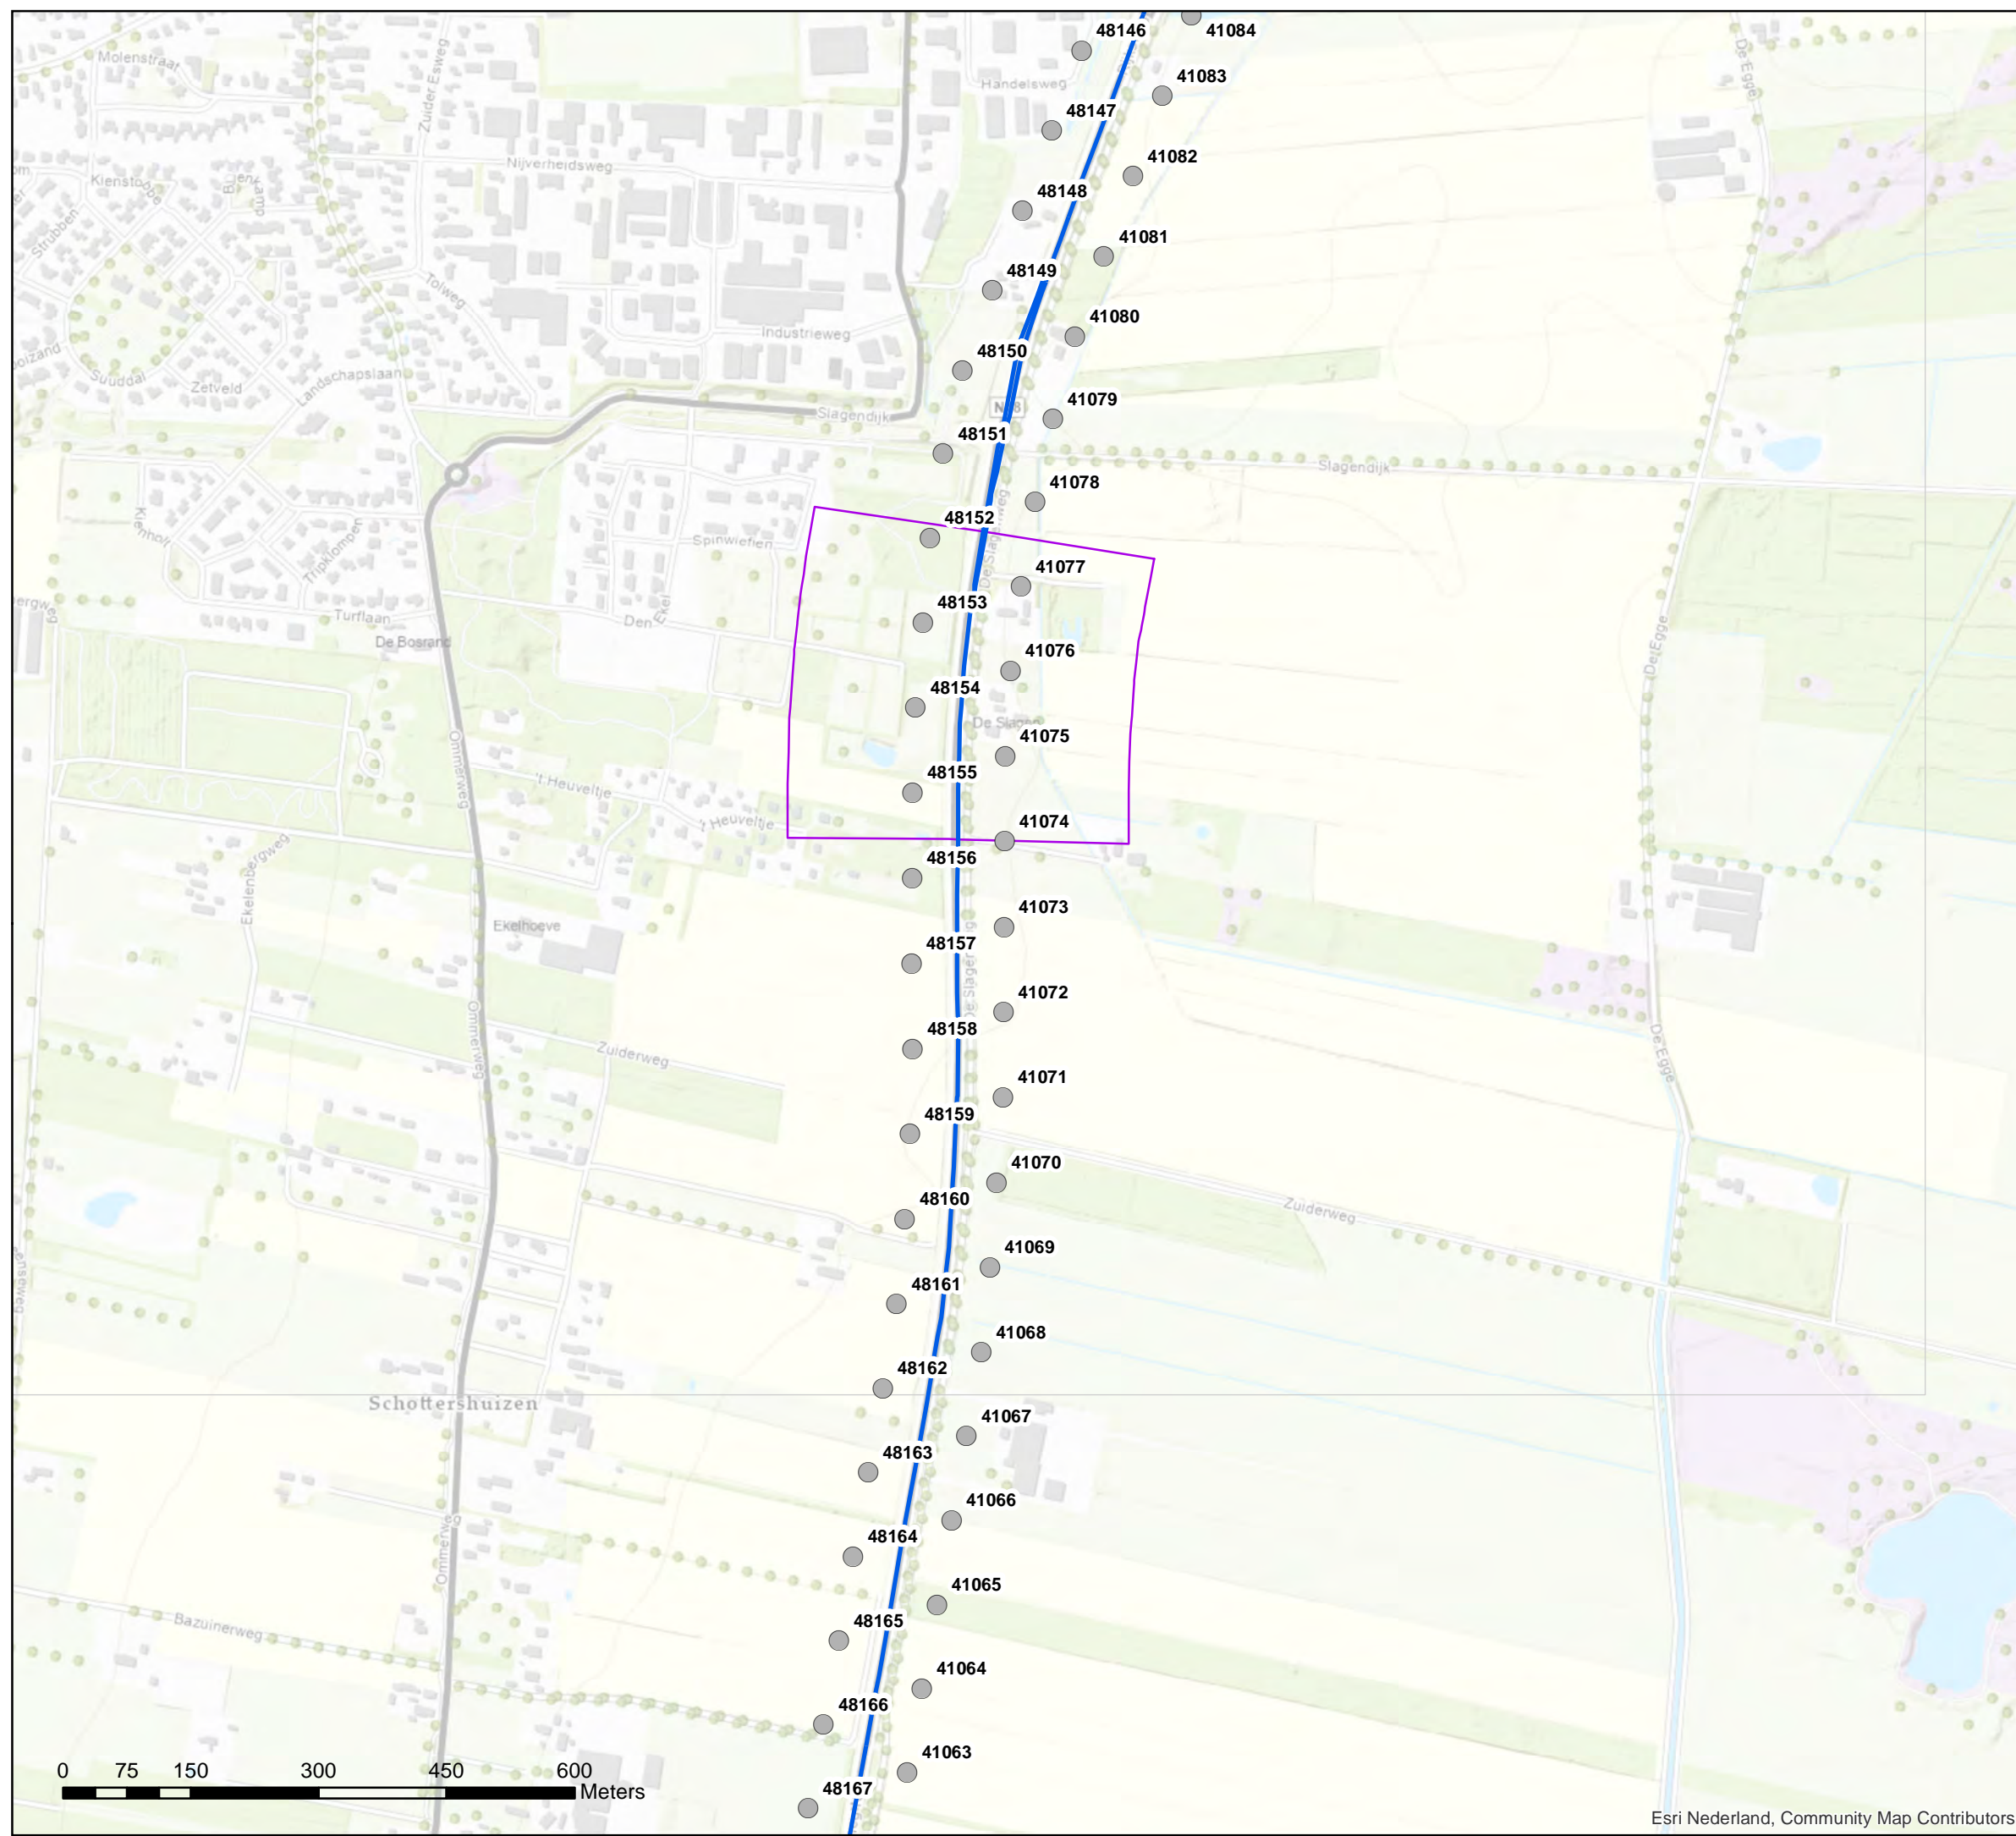 41084
48146
Molenstraat
Zuider Esweg
De Egge
Handelsweg
41083
48147
41082
Nijverheidsweg
Kienstobbe
48148
Strubben
41081
48149
Tolweg
41080
Industrieweg
48150
Suuddal
Zetveld
Landschapslaan
41079
Slagendijk
48151
Slagendijk
41078
48152
Kienholt
Tripklompen
Spinwiefien
De Slagenweg
41077
48153
Turflaan
Den Ekel
De Bosrand
De Egge
41076
48154
De Slagen
41075
Ommerweg
48155
't Heuveltje
't Heuveltje
41074
48156
Ekelenbergweg
41073
Ekelhoeve
48157
41072
Ommerweg
48158
Zuiderweg
De Egge
41071
48159
41070
48160
Zuiderweg
41069
48161
41068
48162
Schottershuizen
41067
48163
41066
48164
Ommerweg
41065
Bazuinerweg
48165
41064
48166
41063
0 75 150 300 450 600
Meters
48167
Esri Nederland, Community Map Contributors